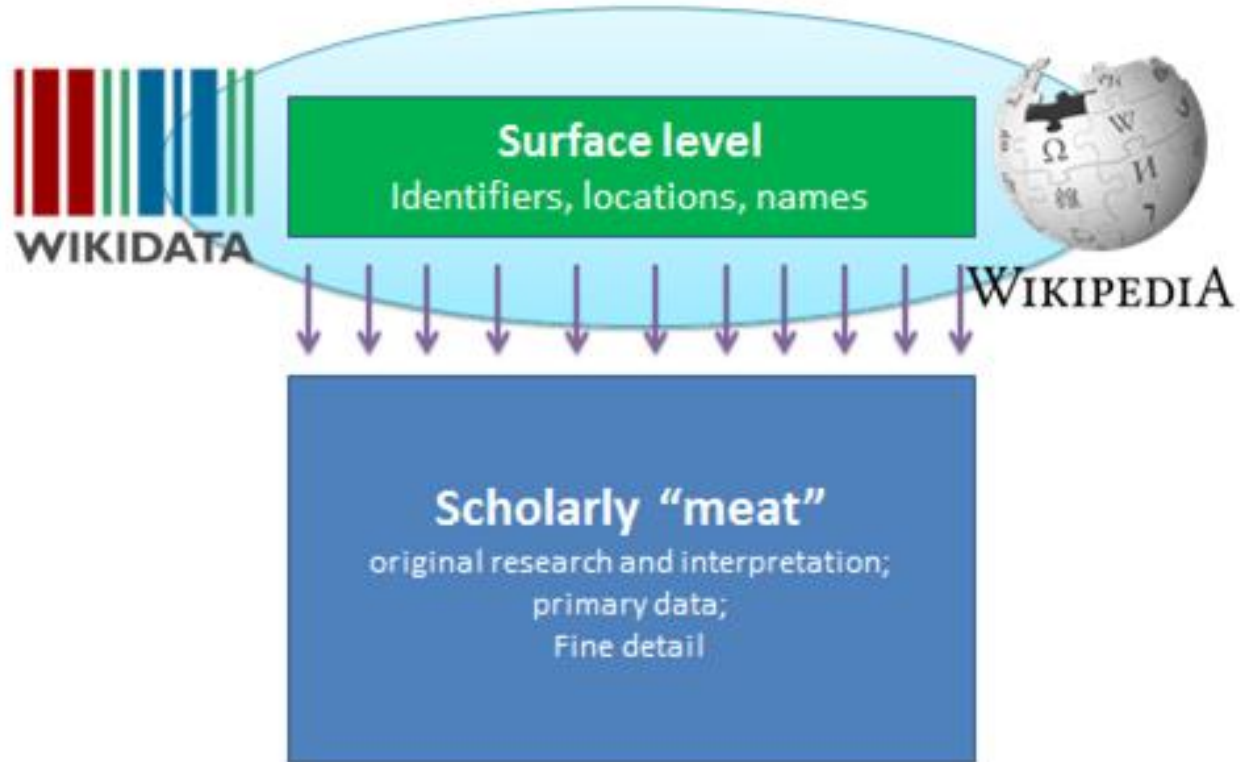 WIKIDATA
Surface level
Identifiers, locations, names
Ω
W
И
WIKIPEDIA
Scholarly “meat”
original research and interpretation;
primary data;
Fine detail